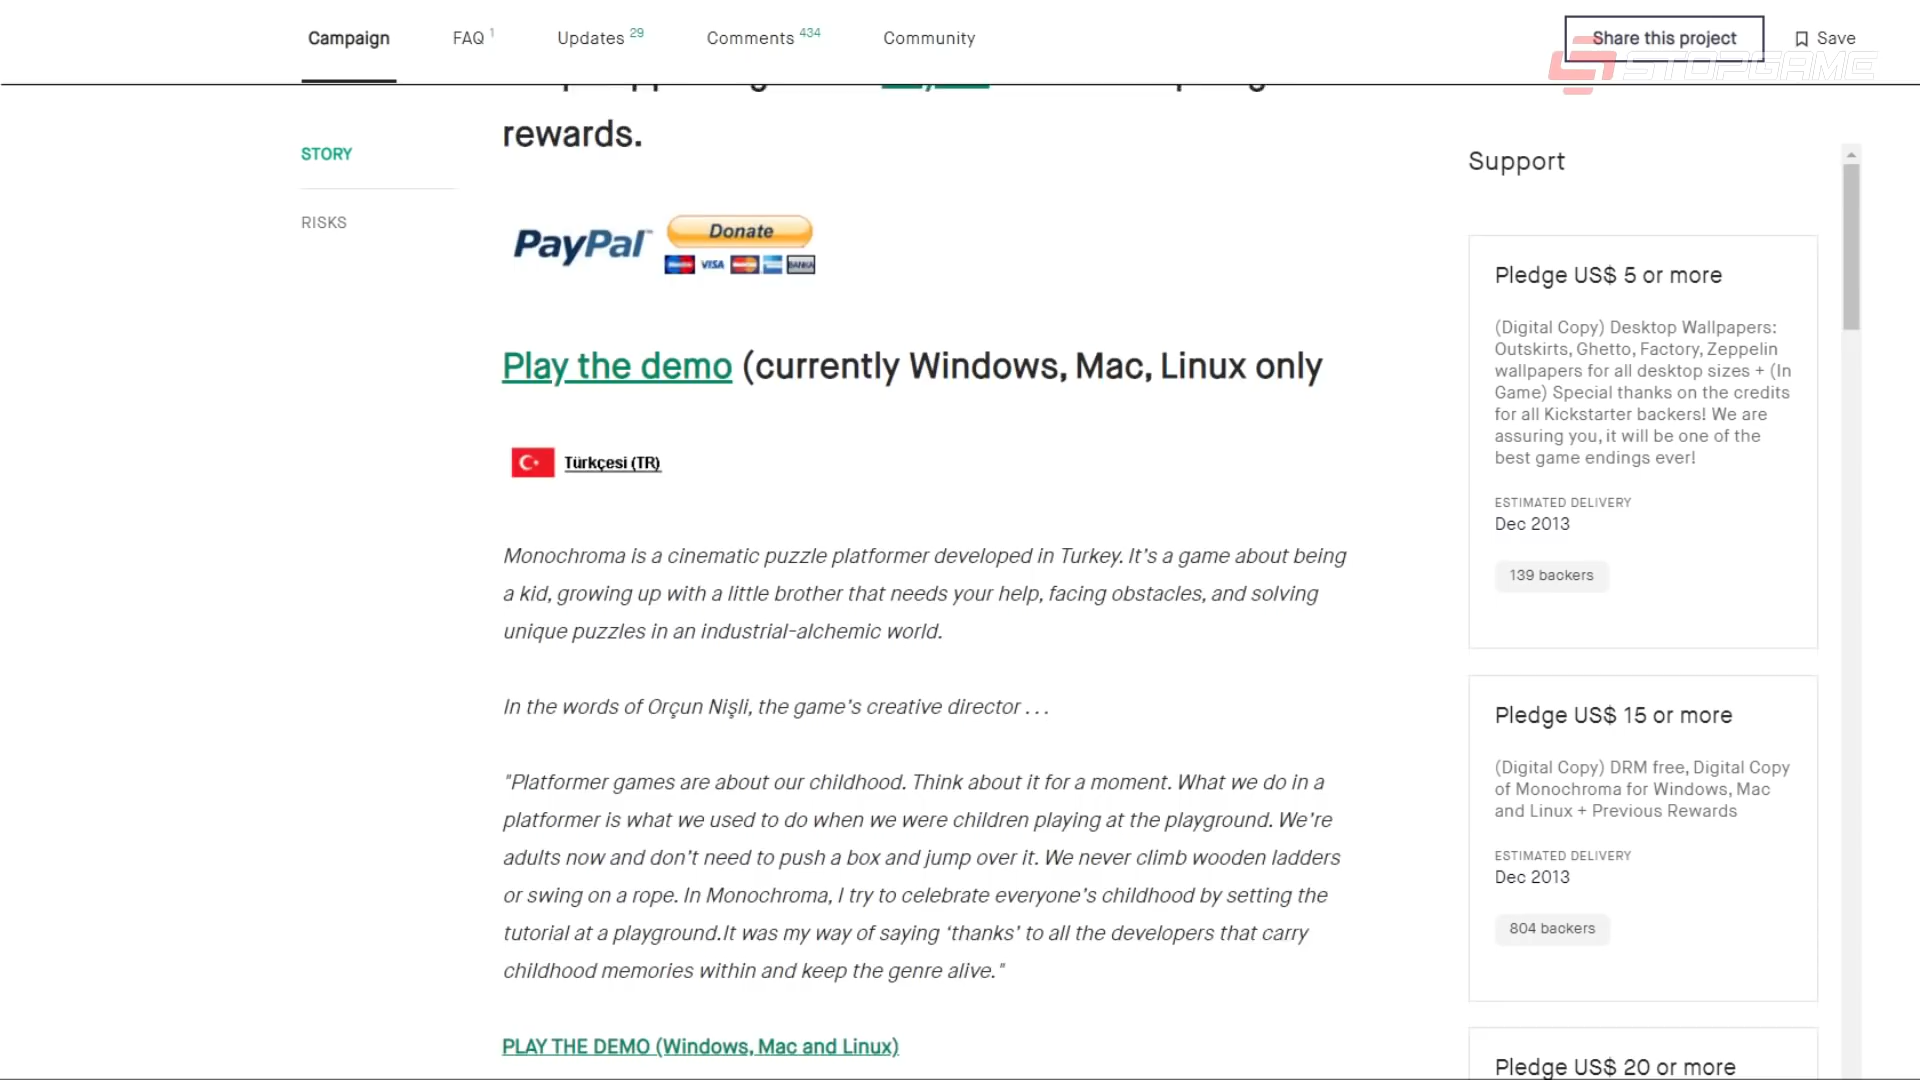 Campaign
FAQ 1
Updates 29
Comments 434
Community
Share this project
Save
STOPGAME
rewards.
STORY
RISKS
PayPal
Donate
VISA
BANKA
Play the demo (currently Windows, Mac, Linux only
Türkçesi (TR)
Monochroma is a cinematic puzzle platformer developed in Turkey. It's a game about being
a kid, growing up with a little brother that needs your help, facing obstacles, and solving
unique puzzles in an industrial-alchemic world.
In the words of Orçun Nişli, the game's creative director . . .
"Platformer games are about our childhood. Think about it for a moment. What we do in a
platformer is what we used to do when we were children playing at the playground. We're
adults now and don't need to push a box and jump over it. We never climb wooden ladders
or swing on a rope. In Monochroma, I try to celebrate everyone's childhood by setting the
tutorial at a playground.It was my way of saying 'thanks' to all the developers that carry
childhood memories within and keep the genre alive."
PLAY THE DEMO (Windows, Mac and Linux)
Support
Pledge US$ 5 or more
(Digital Copy) Desktop Wallpapers:
Outskirts, Ghetto, Factory, Zeppelin
wallpapers for all desktop sizes + (In
Game) Special thanks on the credits
for all Kickstarter backers! We are
assuring you, it will be one of the
best game endings ever!
ESTIMATED DELIVERY
Dec 2013
139 backers
Pledge US$ 15 or more
(Digital Copy) DRM free, Digital Copy
of Monochroma for Windows, Mac
and Linux + Previous Rewards
ESTIMATED DELIVERY
Dec 2013
804 backers
Pledge US$ 20 or more